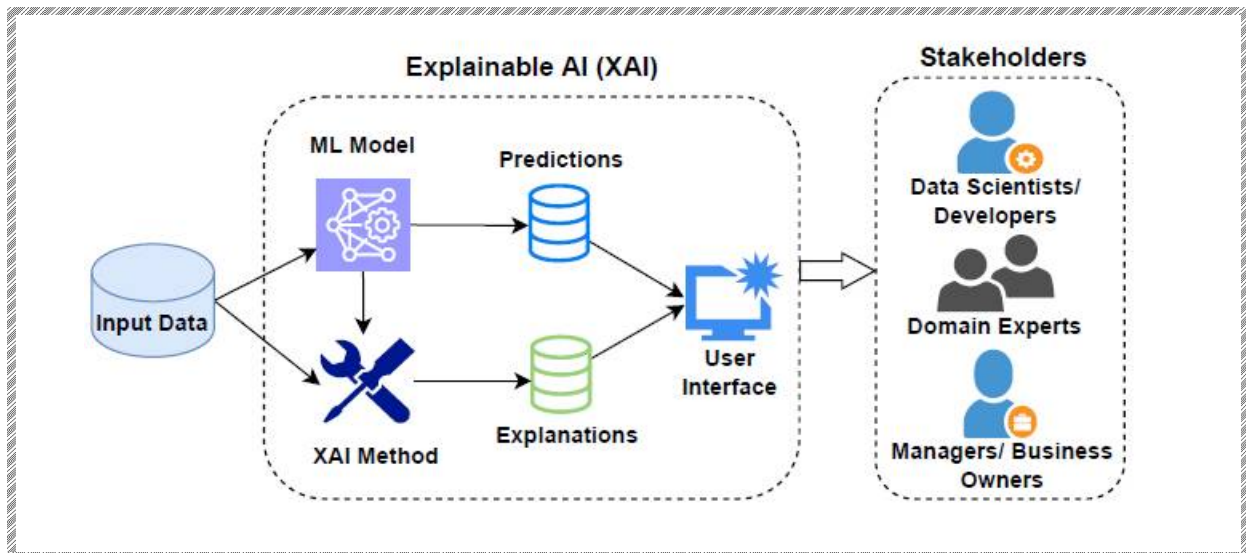 Explainable AI (XAI)
Stakeholders
ML Model
Predictions
Input Data
XAI Method
Explanations
User
Interface
Data Scientists/
Developers
Domain Experts
Managers/ Business
Owners